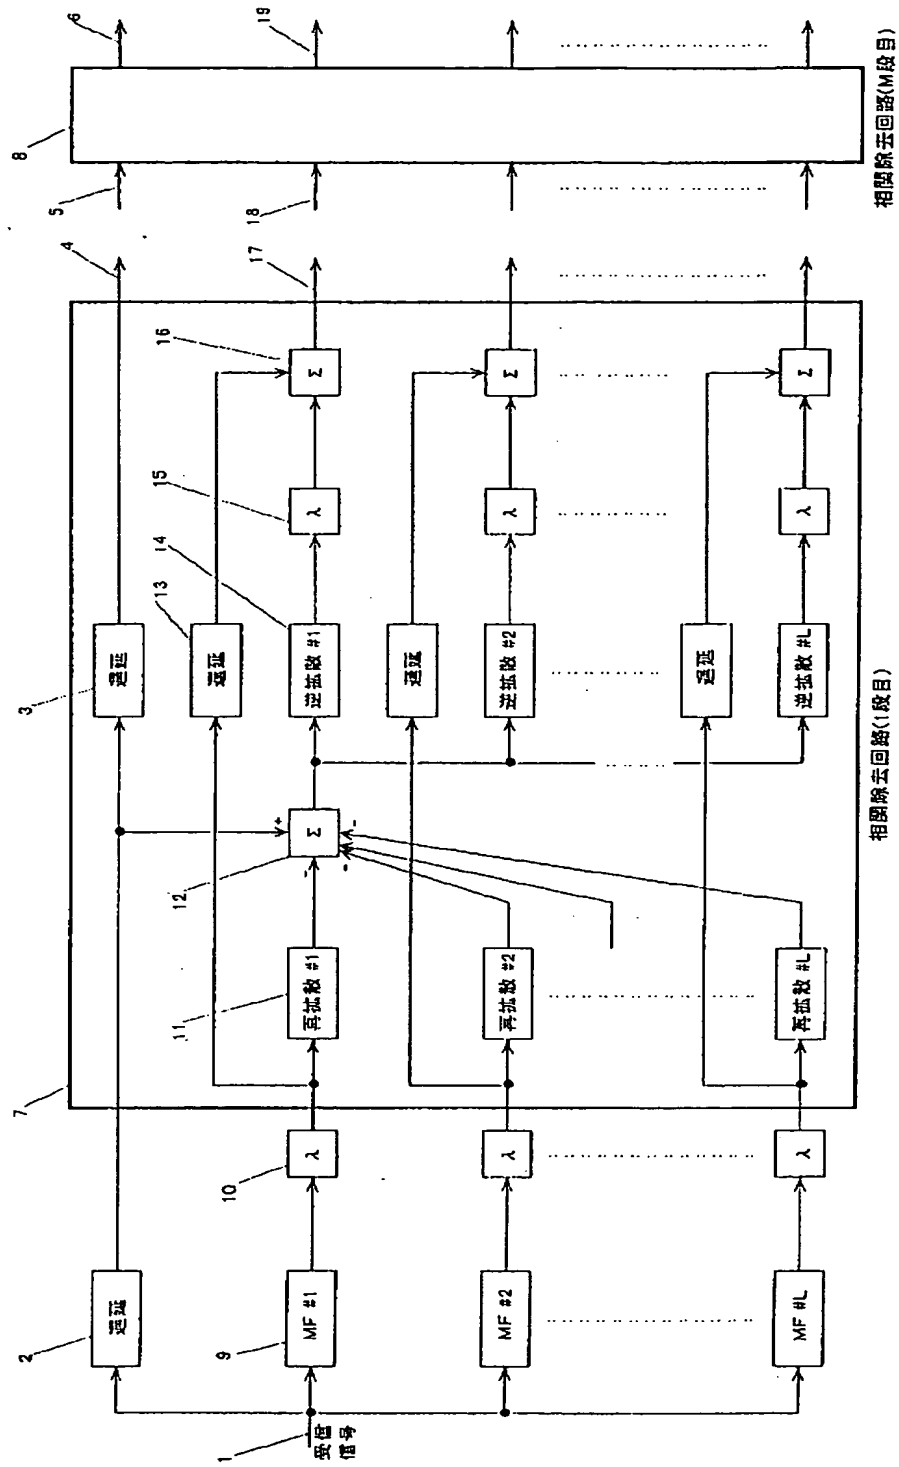 2
7
3
8
5
4
6
遅延
遅延
11
12
13
14
15
16
1
9
10
遅延
17
18
19
+
受信
信号
MF #1
λ
再拡散 #1
-
Σ
逆拡散 #1
λ
Σ
-
-
遅延
MF #2
λ
再拡散 #2
逆拡散 #2
λ
Σ
遅延
MF #L
λ
再拡散 #L
逆拡散 #L
λ
Σ
相関除去回路(1段目)
相関除去回路(M段目)